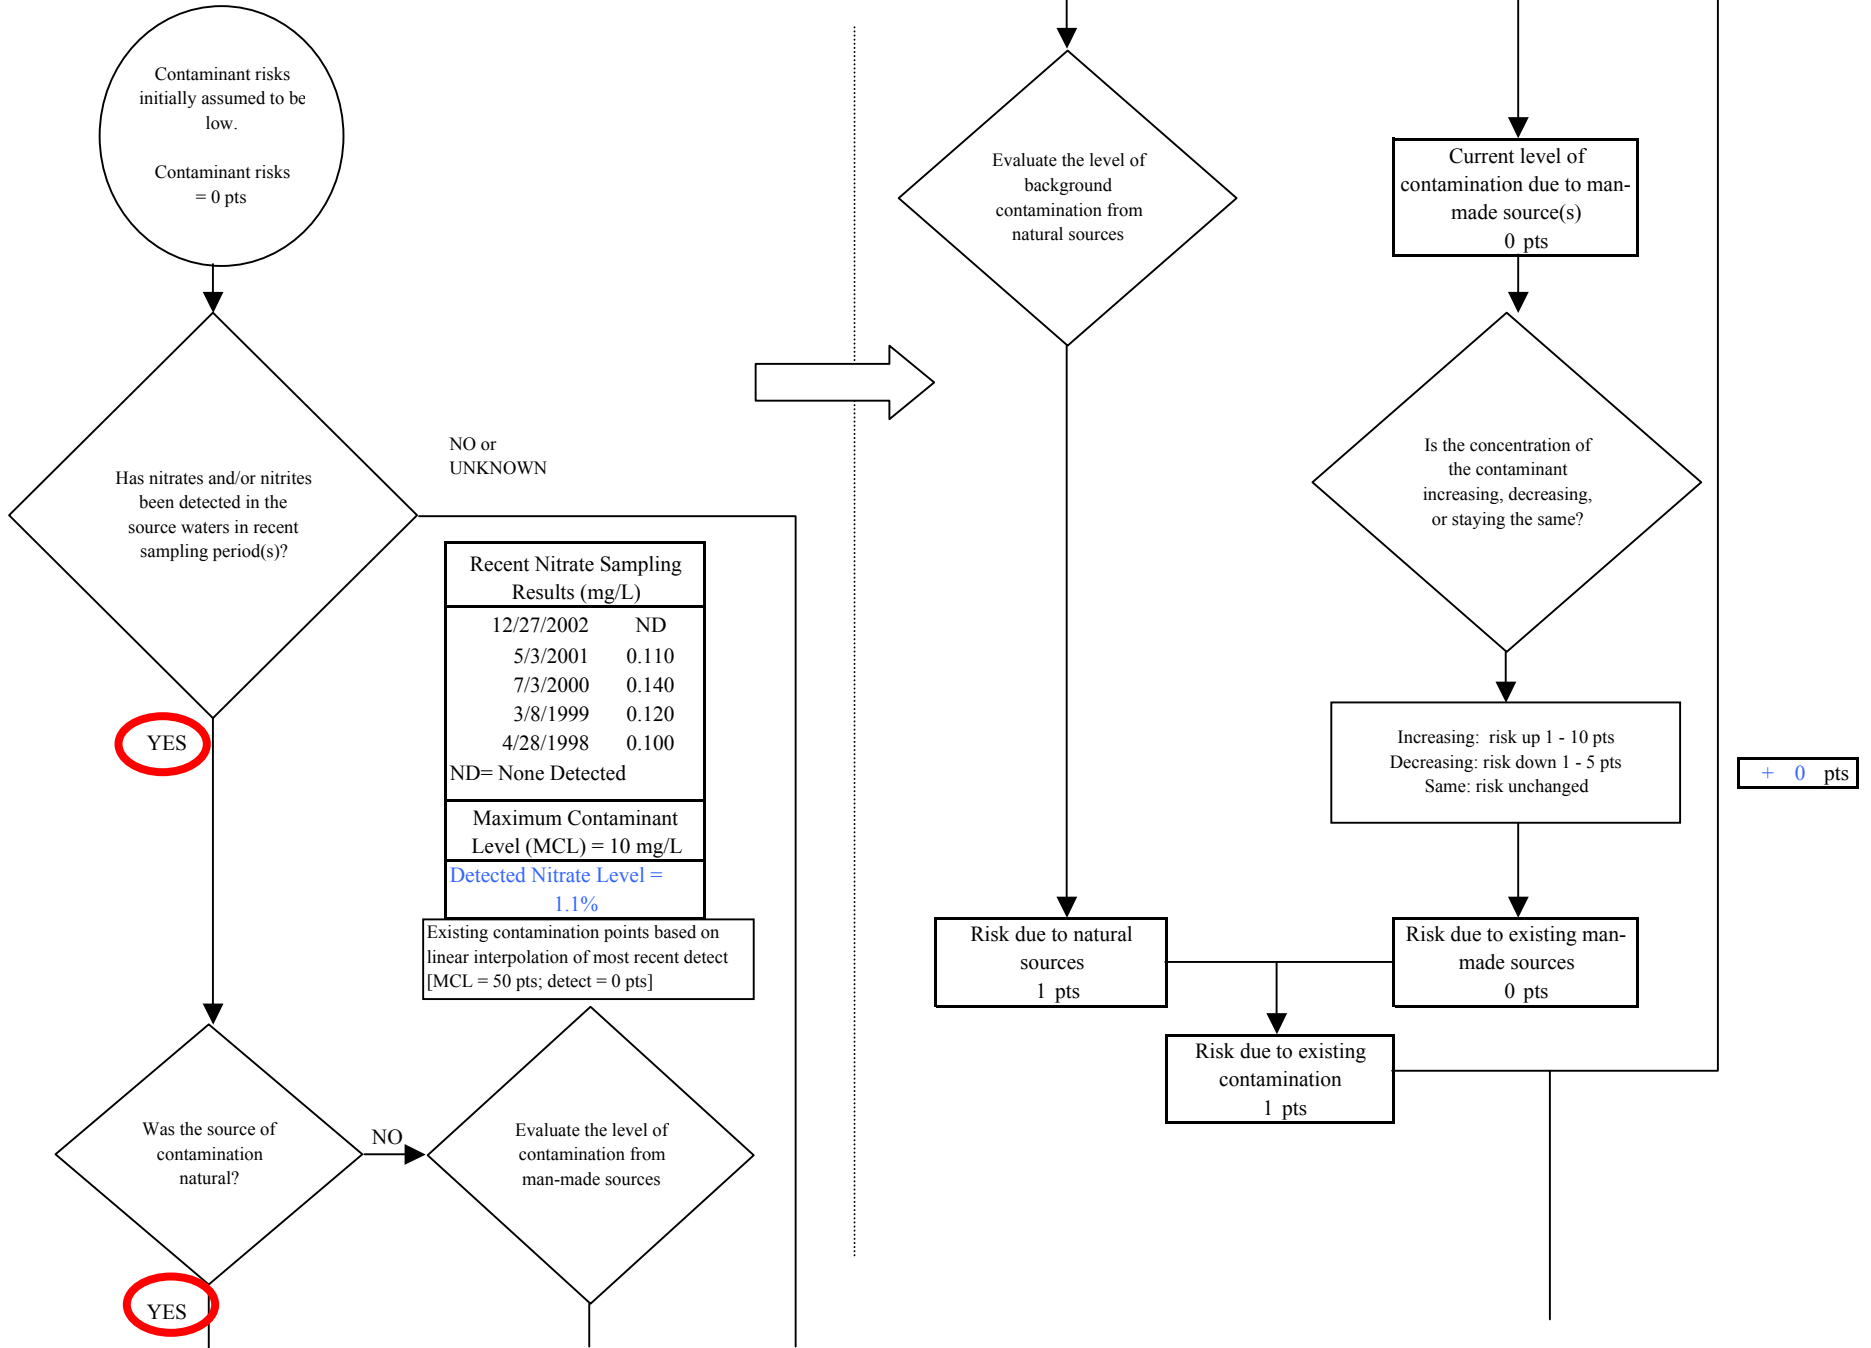 Contaminant risks
initially assumed to be
low.
Contaminant risks
= 0 pts
Has nitrates and/or nitrites
been detected in the
source waters in recent
sampling period(s)?
NO or
UNKNOWN
YES
Recent Nitrate Sampling
Results (mg/L)
12/27/2002 ND
5/3/2001 0.110
7/3/2000 0.140
3/8/1999 0.120
4/28/1998 0.100
ND= None Detected
Maximum Contaminant
Level (MCL) = 10 mg/L
Detected Nitrate Level =
1.1%
Existing contamination points based on
linear interpolation of most recent detect
[MCL = 50 pts; detect = 0 pts]
Was the source of
contamination
natural?
NO
Evaluate the level of
contamination from
man-made sources
YES
Evaluate the level of
background
contamination from
natural sources
Current level of
contamination due to man-
made source(s)
0 pts
Is the concentration of
the contaminant
increasing, decreasing,
or staying the same?
Increasing: risk up 1 - 10 pts
Decreasing: risk down 1 - 5 pts
Same: risk unchanged
+ 0 pts
Risk due to natural
sources
1 pts
Risk due to existing man-
made sources
0 pts
Risk due to existing
contamination
1 pts